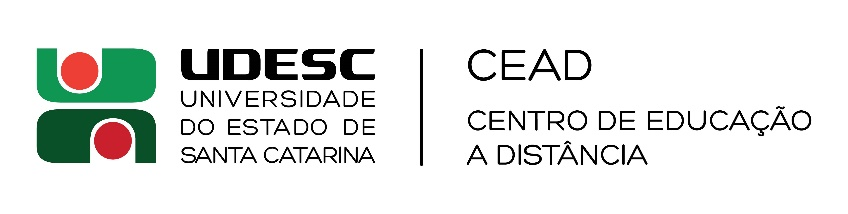 UDESC
UNIVERSIDADE
DO ESTADO DE
SANTA CATARINA
CEAD
CENTRO DE EDUCAÇÃO
A DISTÂNCIA